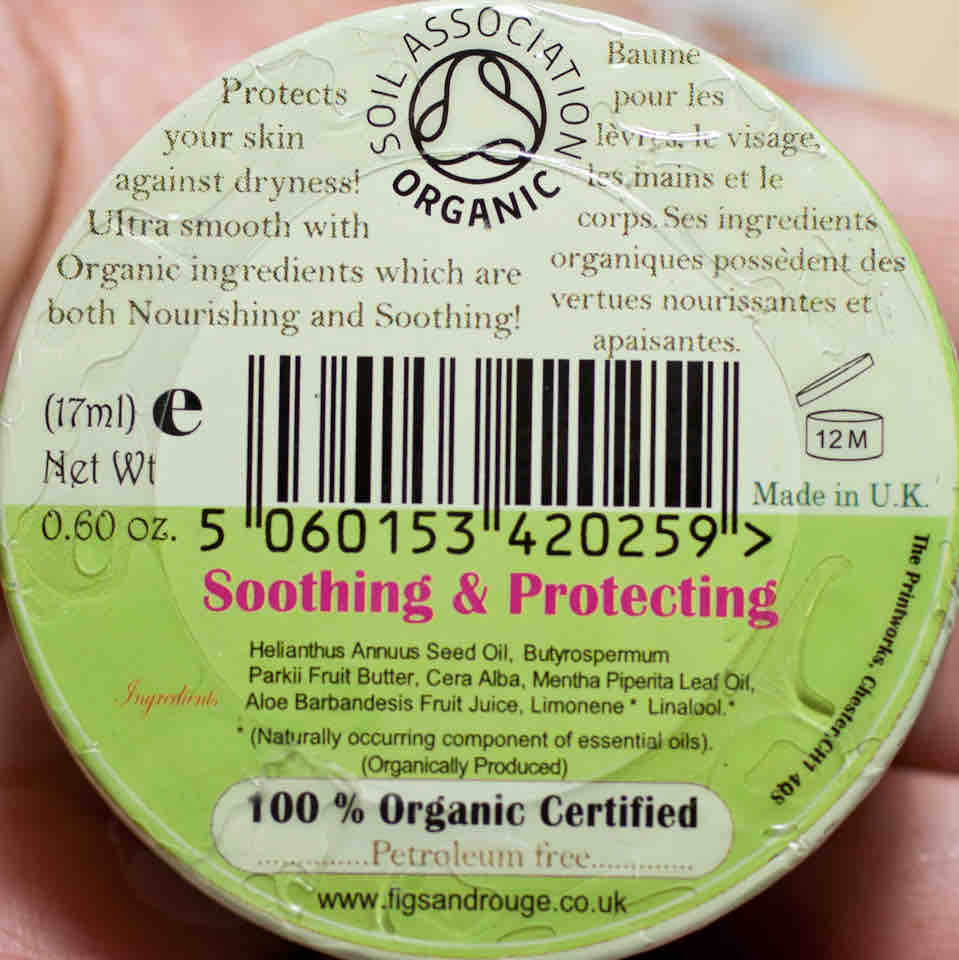 SOIL ASSOCIATION
ORGANIC
Protects
your skin
against dryness!
Ultra smooth with
Organic ingredients which are
both Nourishing and Soothing!
Baume
pour les
lèvres, le visage,
les mains et le
corps. Ses ingredients
organiques possèdent des
vertues nourissantes et
apaisantes.
(17ml) e
Net Wt
0.60 oz.
12 M
Made in U.K.
5 060153 420259 >
Soothing & Protecting
Ingredients
Helianthus Annuus Seed Oil, Butyrospermum
Parkii Fruit Butter, Cera Alba, Mentha Piperita Leaf Oil,
Aloe Barbandesis Fruit Juice, Limonene * Linalool.*
* (Naturally occurring component of essential oils).
(Organically Produced)
100 % Organic Certified
..............Petroleum free..............
www.figsandrouge.co.uk
The Printworks, Chester.CH1 4QS